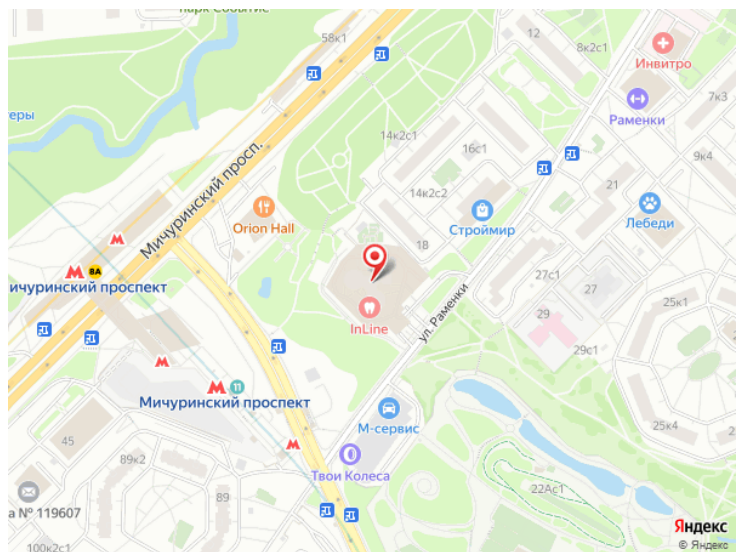 парк Событие
58к1
12
8к2с1
Инвитро
7к3
теры
14к2с1
16с1
Раменки
9к4
Мичуринский просп.
14к2с2
21
Orion Hall
Строймир
Лебеди
18
8А
Мичуринский проспект
27с1
27
25к1
ул. Раменки
InLine
29
29с1
11
Мичуринский проспект
М-сервис
25к4
45
89к2
Твои Колеса
22Ас1
89
а № 119607
100к2с1
Яндекс
© Яндекс